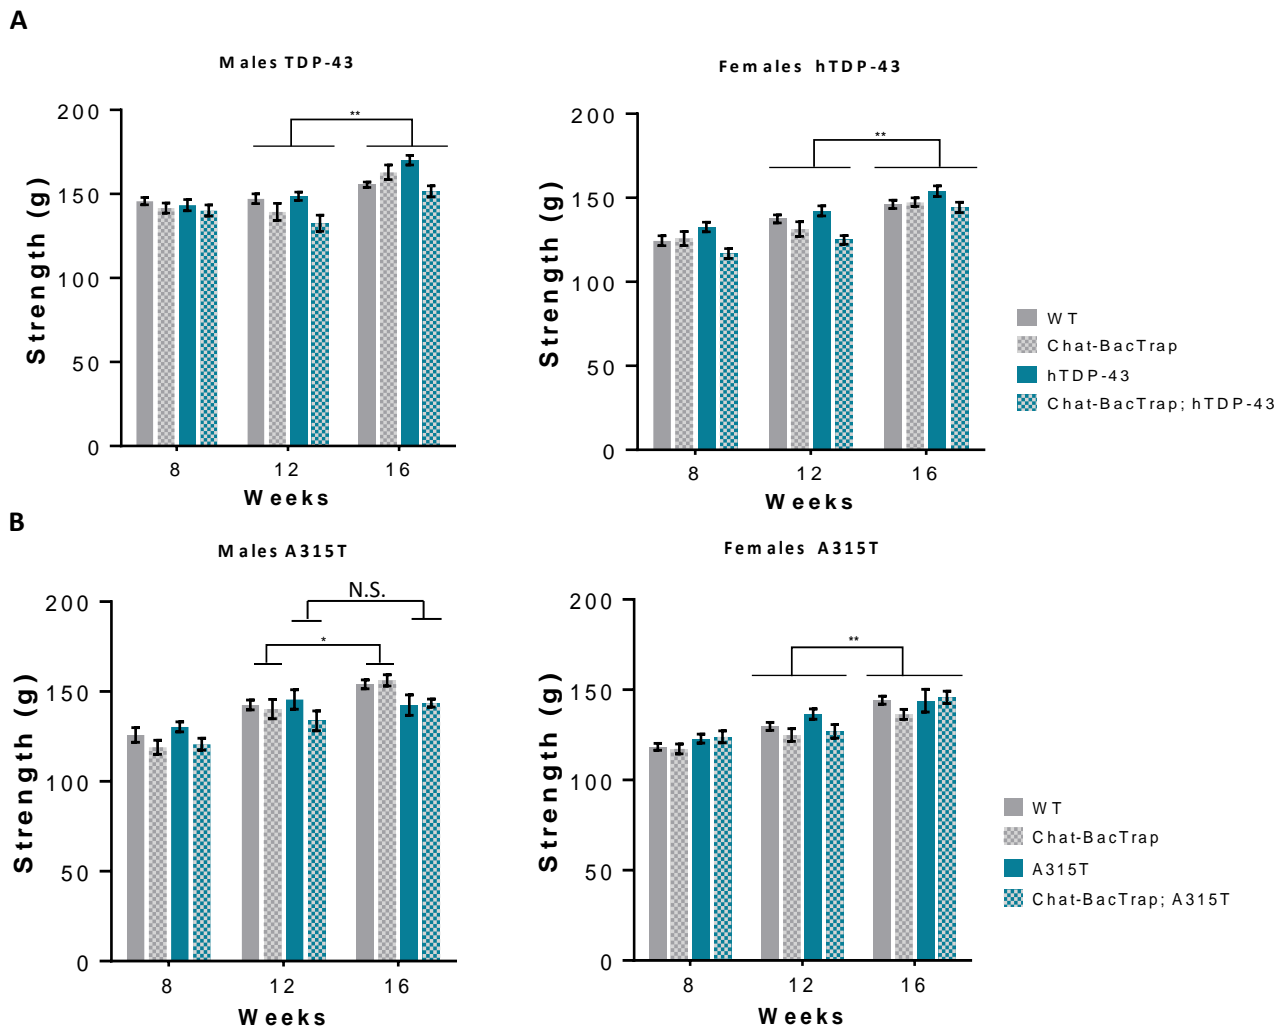 A
Males TDP-43
Females hTDP-43
Strength (g)
200
150
100
50
0
**
8
12
16
Weeks
Strength (g)
200
150
100
50
0
**
8
12
16
Weeks
WT
Chat-BacTrap
hTDP-43
Chat-BacTrap; hTDP-43
B
Males A315T
Females A315T
Strength (g)
200
150
100
50
0
N.S.
*
8
12
16
Weeks
Strength (g)
200
150
100
50
0
**
8
12
16
Weeks
WT
Chat-BacTrap
A315T
Chat-BacTrap; A315T